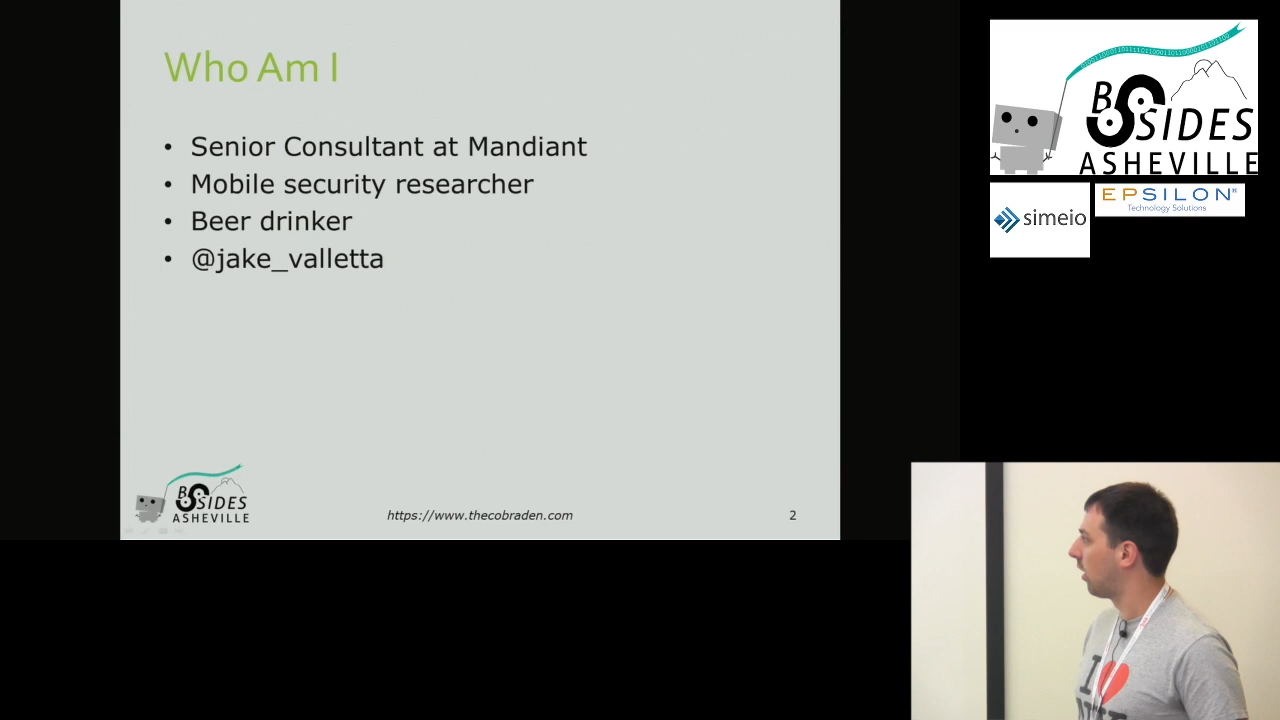 Who Am I
• Senior Consultant at Mandiant
• Mobile security researcher
• Beer drinker
• @jake_valletta
BSIDES
ASHEVILLE
https://www.thecobraden.com
2
BSIDES
ASHEVILLE
simeio
EPSILON®
Technology Solutions
I